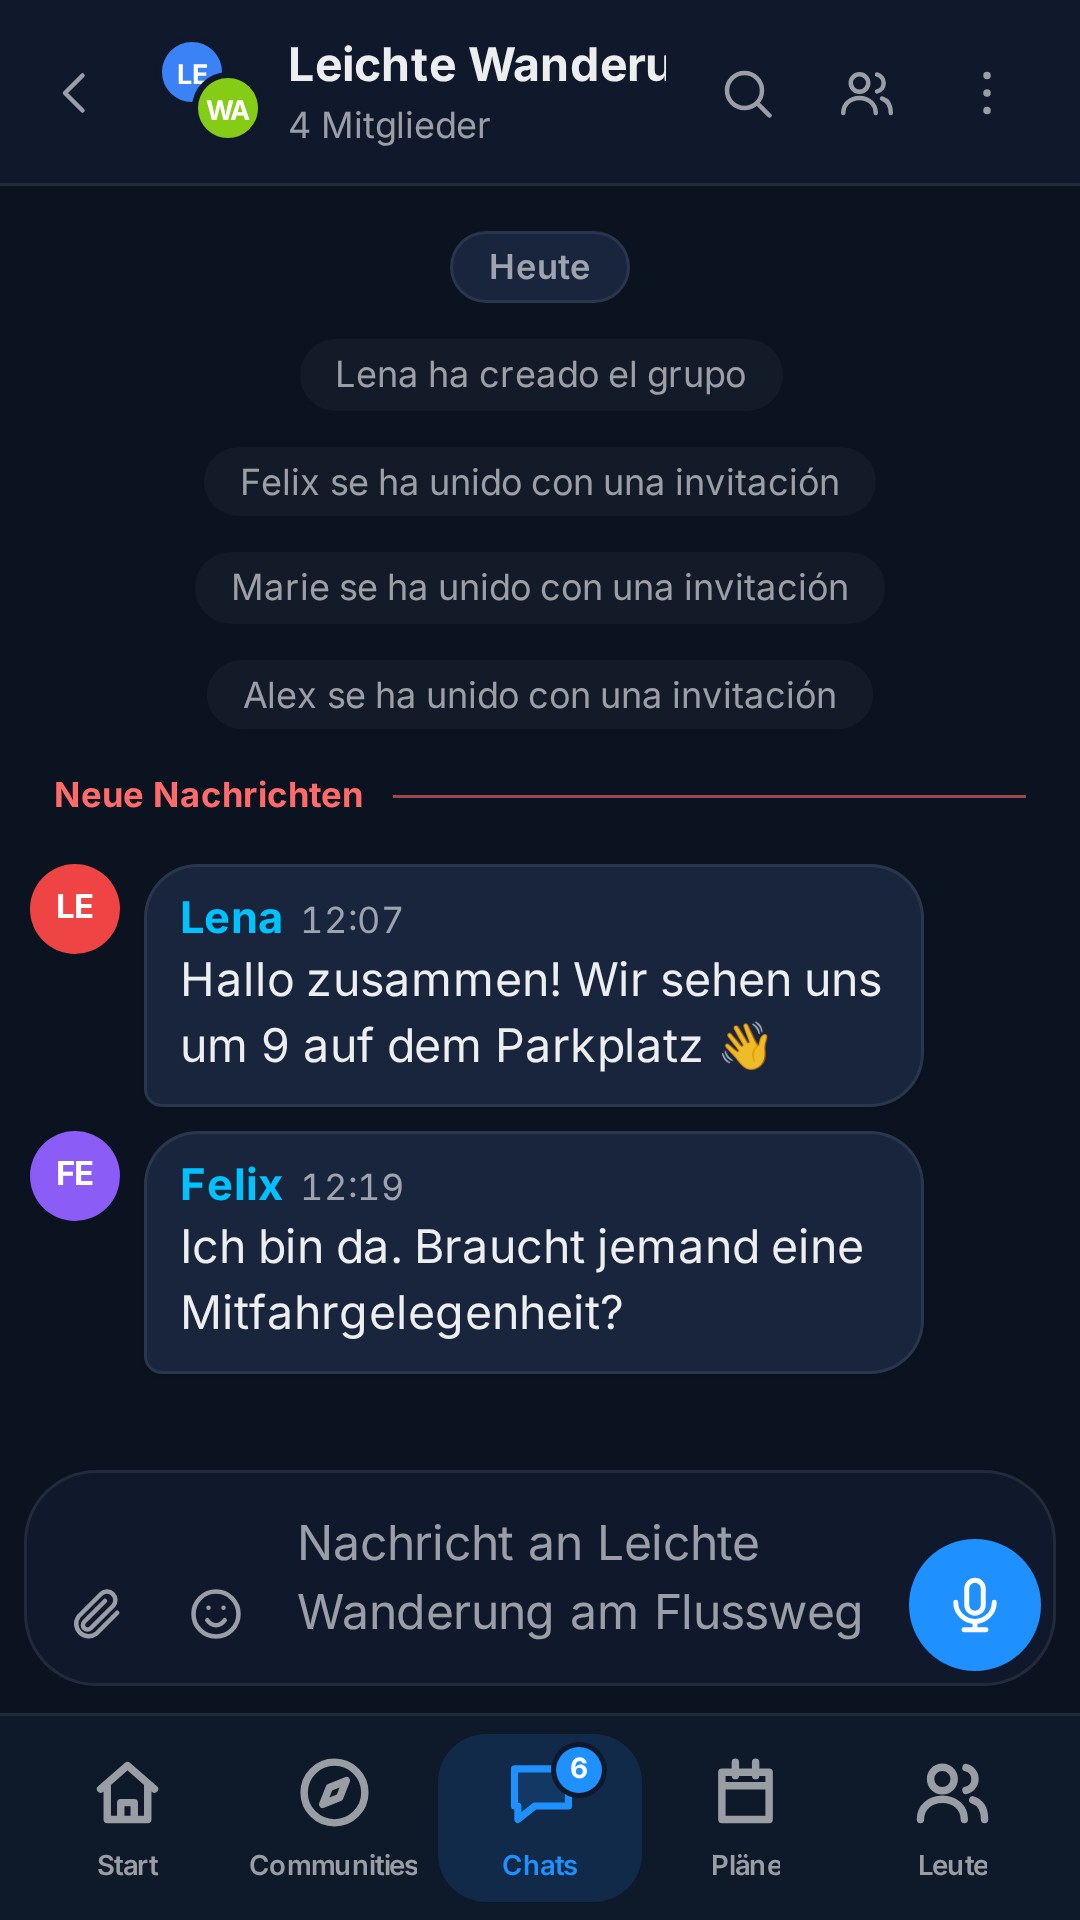 LE
WA
Leichte Wanderu
4 Mitglieder
Heute
Lena ha creado el grupo
Felix se ha unido con una invitación
Marie se ha unido con una invitación
Alex se ha unido con una invitación
Neue Nachrichten
LE
Lena 12:07
Hallo zusammen! Wir sehen uns
um 9 auf dem Parkplatz 👋
FE
Felix 12:19
Ich bin da. Braucht jemand eine
Mitfahrgelegenheit?
Nachricht an Leichte
Wanderung am Flussweg
6
Start
Communities
Chats
Pläne
Leute